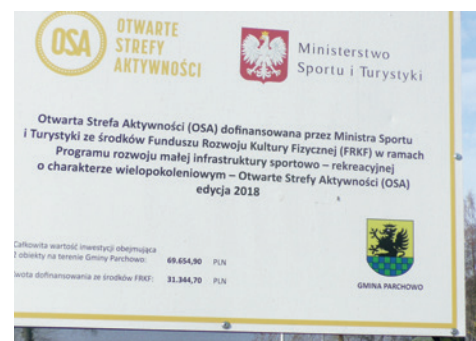 OSA
OTWARTE
STREFY
AKTYWNOŚCI
Ministerstwo
Sportu i Turystyki
Otwarta Strefa Aktywności (OSA) dofinansowana przez Ministra Sportu
i Turystyki ze środków Funduszu Rozwoju Kultury Fizycznej (FRKF) w ramach
Programu rozwoju małej infrastruktury sportowo – rekreacyjnej
o charakterze wielopokoleniowym – Otwarte Strefy Aktywności (OSA)
edycja 2018
Całkowita wartość inwestycji obejmująca
2 obiekty na terenie Gminy Parchowo: 69.654,90 PLN
kwota dofinansowania ze środków FRKF: 31.344,70 PLN
GMINA PARCHOWO